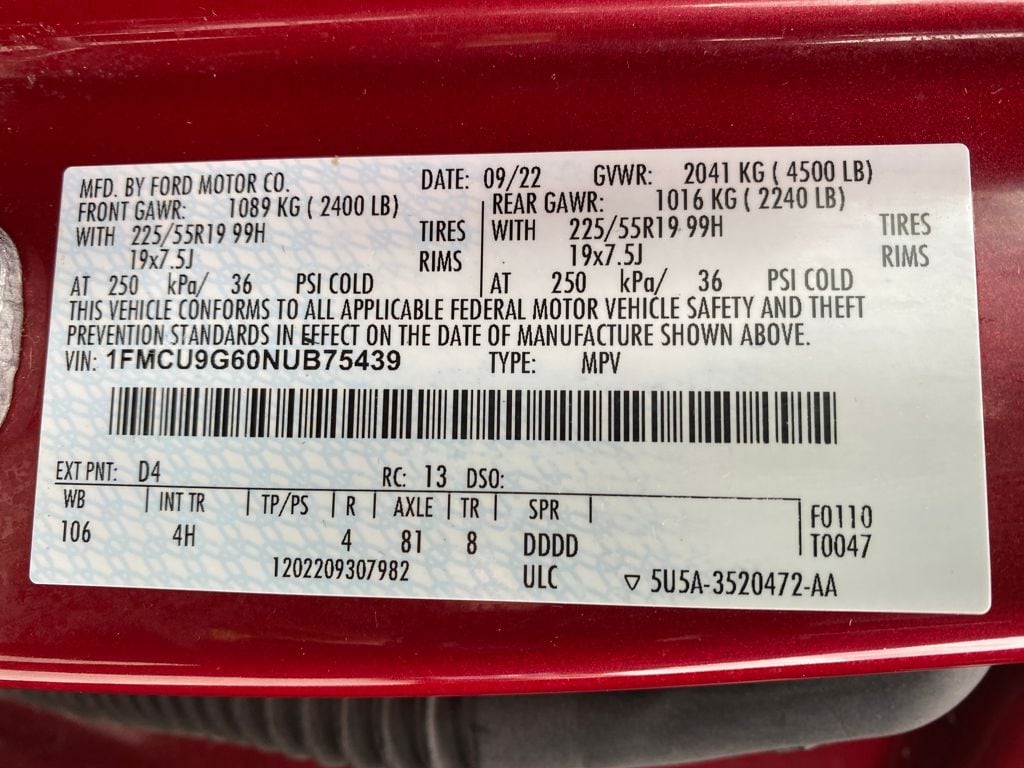 MFD. BY FORD MOTOR CO. DATE: 09/22 GVWR: 2041 KG ( 4500 LB)
FRONT GAWR: 1089 KG ( 2400 LB) REAR GAWR: 1016 KG ( 2240 LB)
WITH 225/55R19 99H TIRES WITH 225/55R19 99H TIRES
19x7.5J RIMS 19x7.5J RIMS
AT 250 kPa/ 36 PSI COLD AT 250 kPa/ 36 PSI COLD
THIS VEHICLE CONFORMS TO ALL APPLICABLE FEDERAL MOTOR VEHICLE SAFETY AND THEFT
PREVENTION STANDARDS IN EFFECT ON THE DATE OF MANUFACTURE SHOWN ABOVE.
VIN: 1FMCU9G60NUB75439 TYPE: MPV
EXT PNT: D4 RC: 13 DSO:
WB INT TR TP/PS R AXLE TR SPR F0110
106 4H 4 81 8 DDDD T0047
1202209307982 ULC ▽ 5U5A-3520472-AA